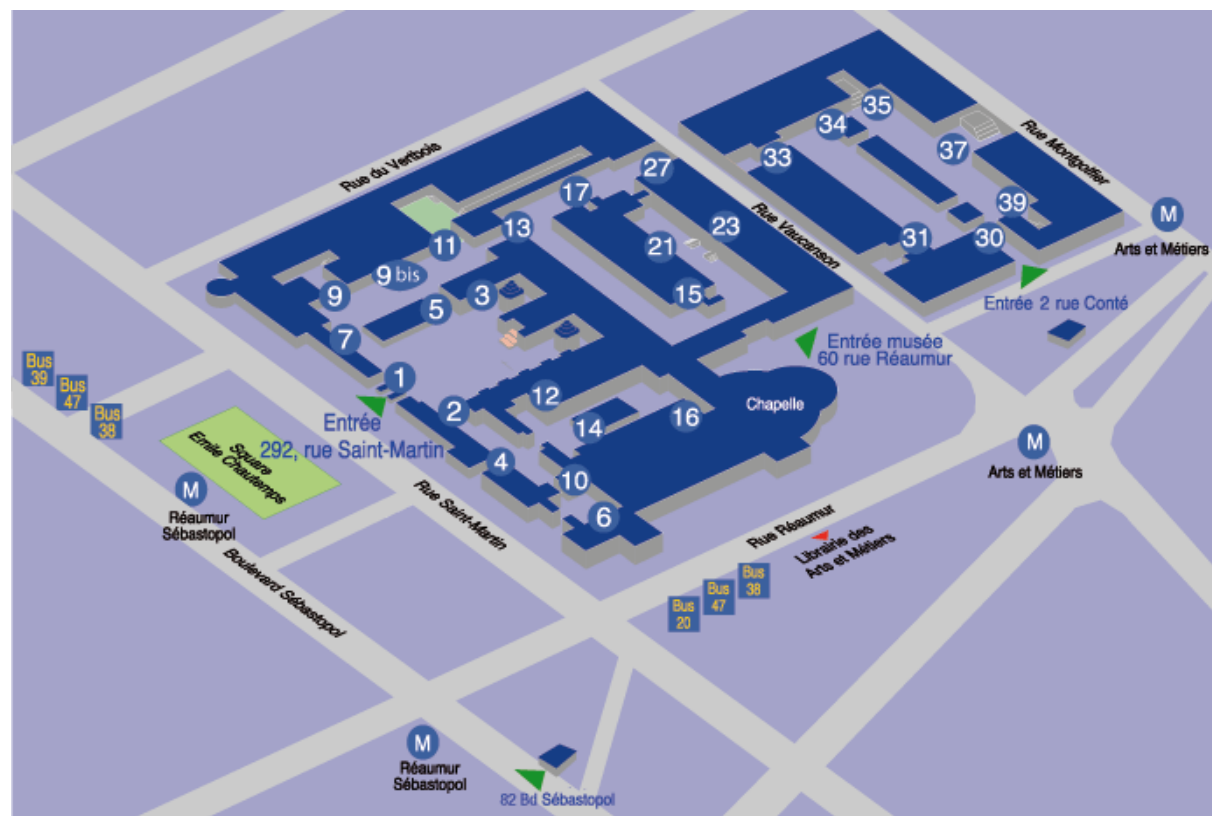 35
34
37
Rue Montgolfier
33
27
17
39
M
Arts et Métiers
Rue du Vertbois
13
23
Rue Vaucanson
11
21
31
30
9 bis
9
3
15
Entrée 2 rue Conté
5
7
Entrée musée
60 rue Réaumur
1
Bus
39
Bus
47
Bus
38
12
2
16
Chapelle
Entrée
292, rue Saint-Martin
14
Square
Emile Chautemps
4
10
M
Arts et Métiers
M
Réaumur
Sébastopol
Rue Saint-Martin
6
Rue Réaumur
Librairie des
Arts et Métiers
Boulevard Sébastopol
Bus
38
Bus
47
Bus
20
M
Réaumur
Sébastopol
82 Bd Sébastopol